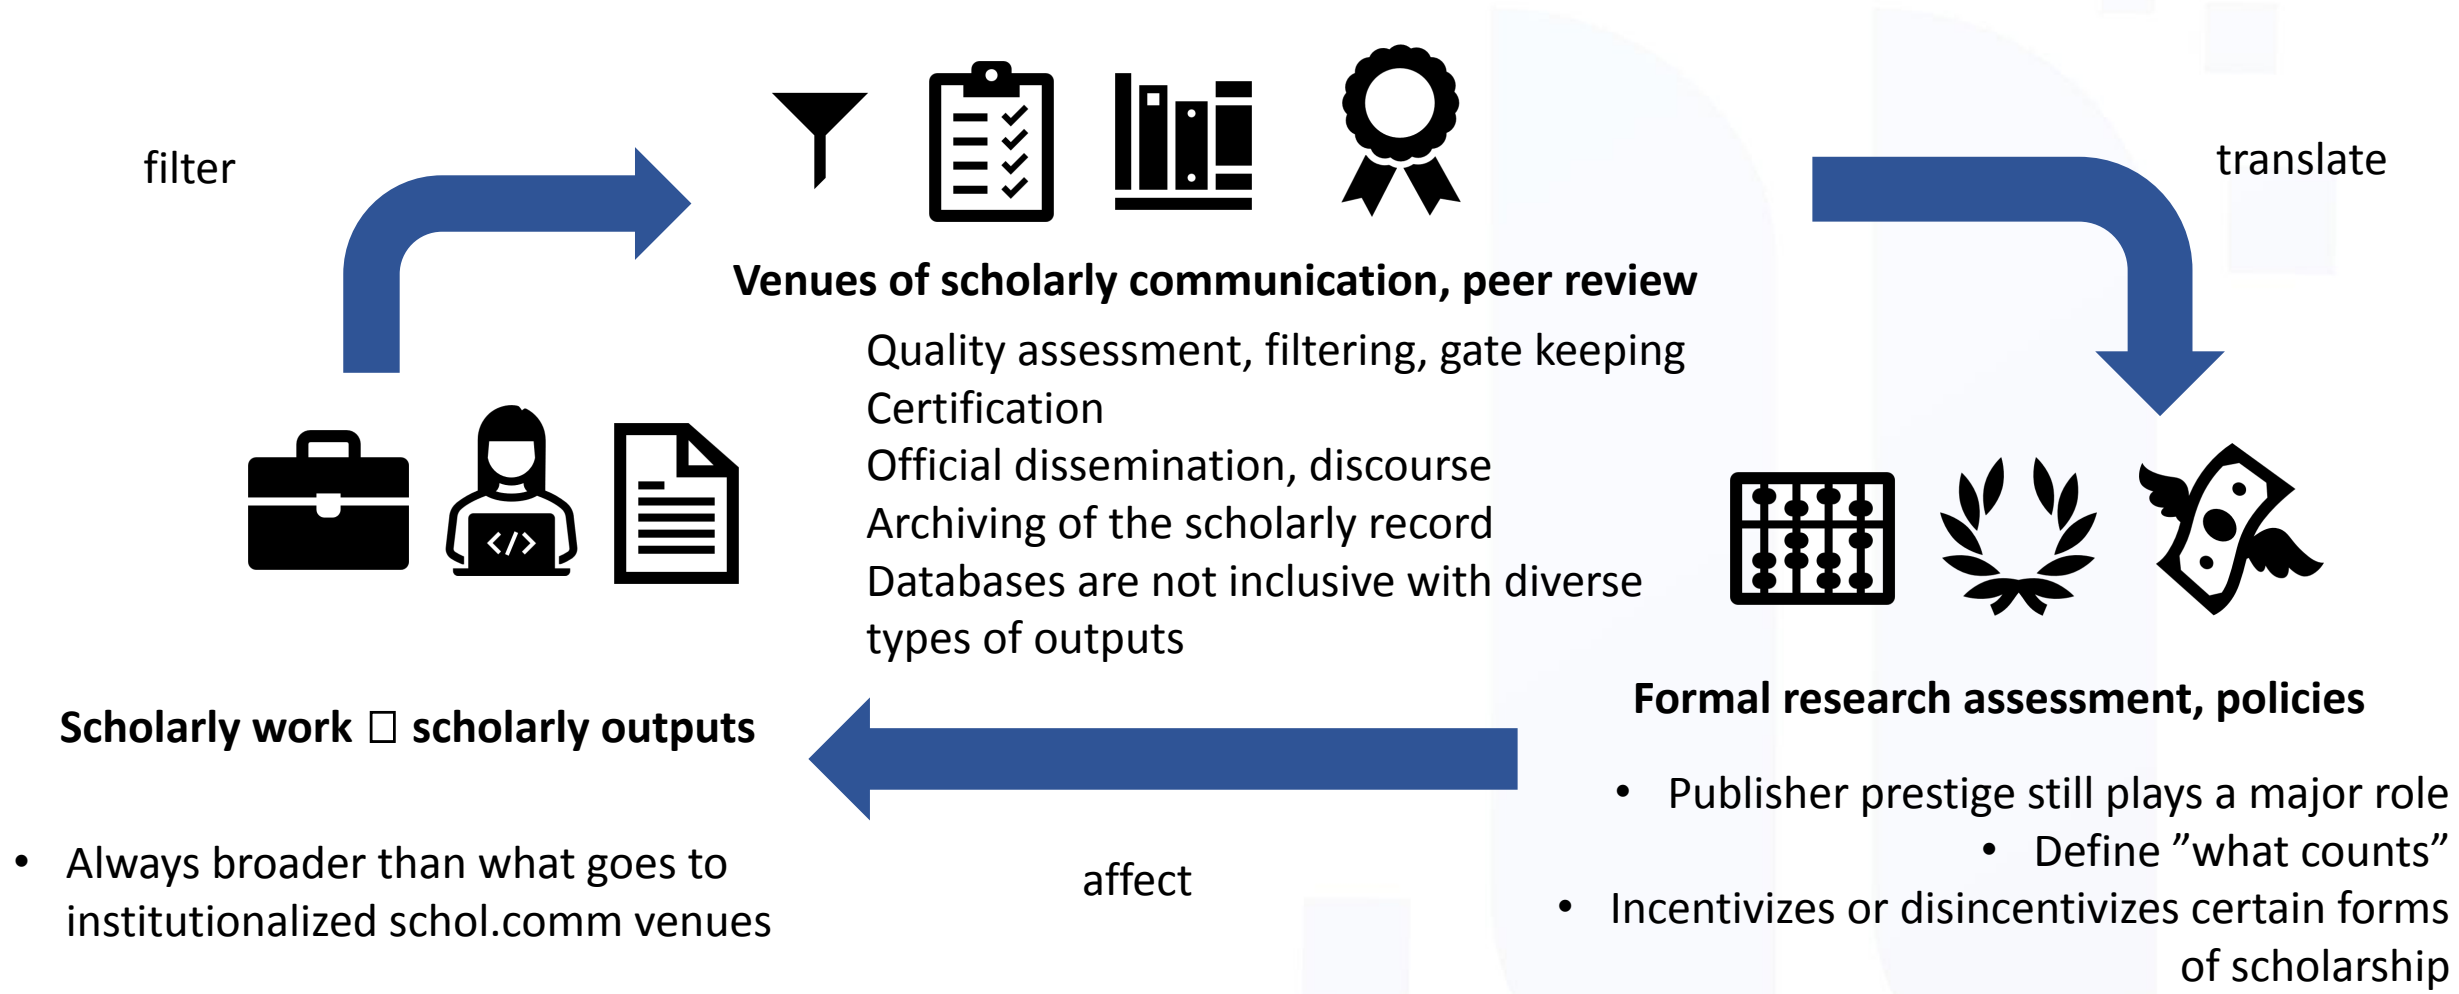 filter
translate
Venues of scholarly communication, peer review
Quality assessment, filtering, gate keeping
Certification
Official dissemination, discourse
Archiving of the scholarly record
Databases are not inclusive with diverse
types of outputs
</>
Scholarly work □ scholarly outputs
• Always broader than what goes to
institutionalized schol.comm venues
affect
Formal research assessment, policies
• Publisher prestige still plays a major role
• Define ”what counts”
• Incentivizes or disincentivizes certain forms
of scholarship